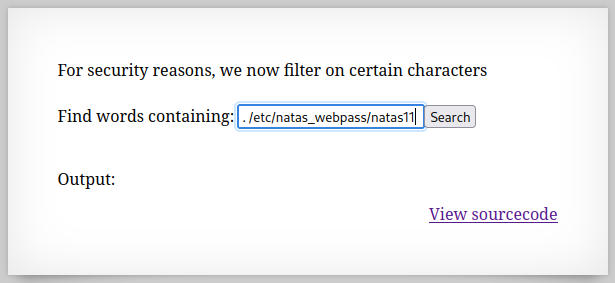 For security reasons, we now filter on certain characters
Find words containing: . /etc/natas_webpass/natas11 Search
Output:
View sourcecode